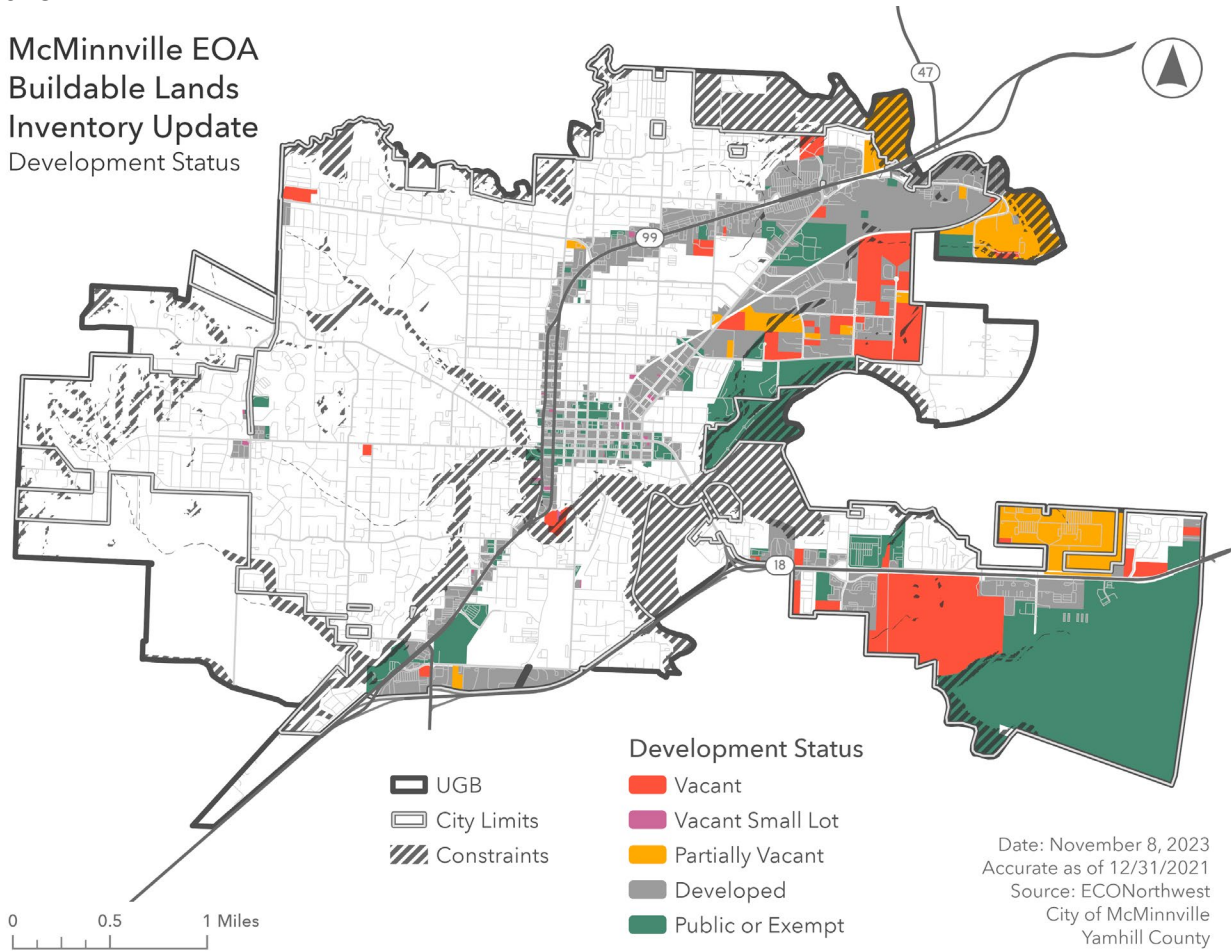 McMinnville EOA
Buildable Lands
Inventory Update
Development Status
47
99
18
UGB
City Limits
Constraints
Development Status
Vacant
Vacant Small Lot
Partially Vacant
Developed
Public or Exempt
Date: November 8, 2023
Accurate as of 12/31/2021
Source: ECONorthwest
City of McMinnville
Yamhill County
0 0.5 1 Miles